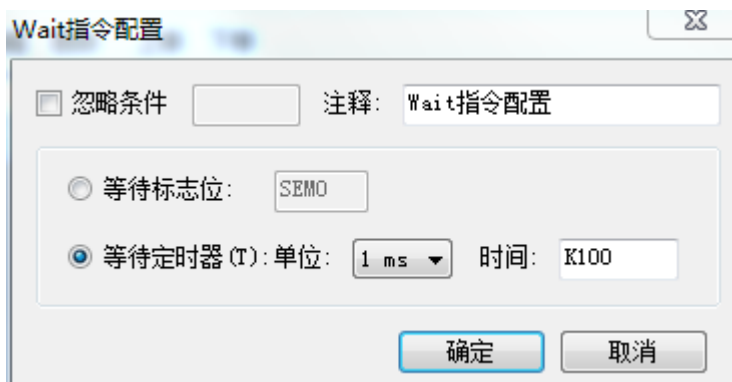 Wait指令配置
忽略条件 注释: Wait指令配置
等待标志位: SEM0
等待定时器(T):单位: 1 ms 时间: K100
确定 取消